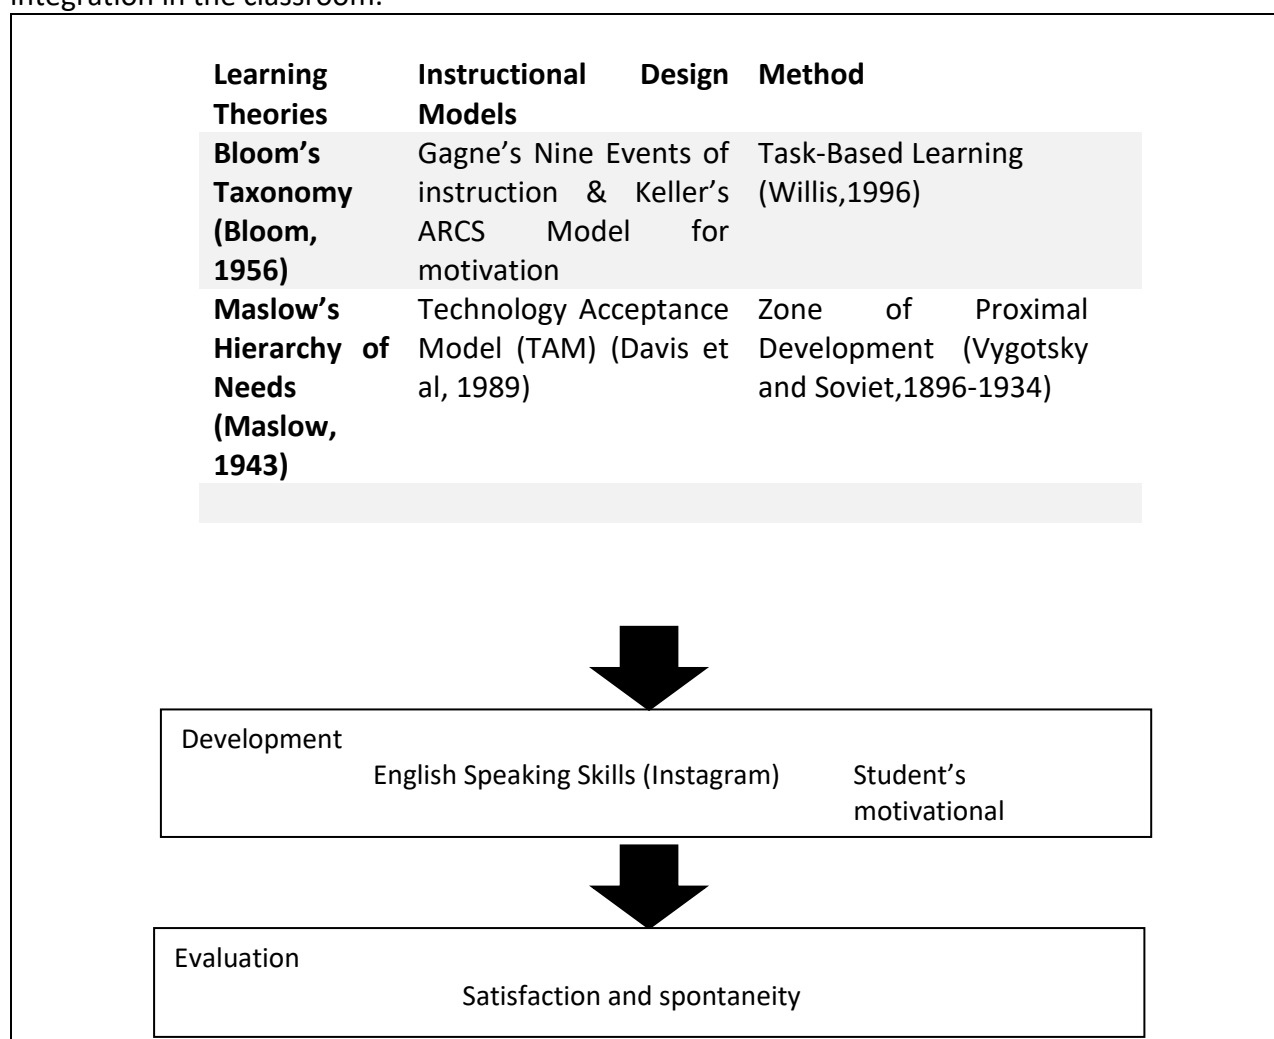 integration in the classroom.
Learning Theories
Instructional Design Models
Method
Bloom’s Taxonomy (Bloom, 1956)
Gagne’s Nine Events of instruction & Keller’s ARCS Model for motivation
Task-Based Learning (Willis,1996)
Maslow’s Hierarchy of Needs (Maslow, 1943)
Technology Acceptance Model (TAM) (Davis et al, 1989)
Zone of Proximal Development (Vygotsky and Soviet,1896-1934)
Development
English Speaking Skills (Instagram)
Student’s motivational
Evaluation
Satisfaction and spontaneity